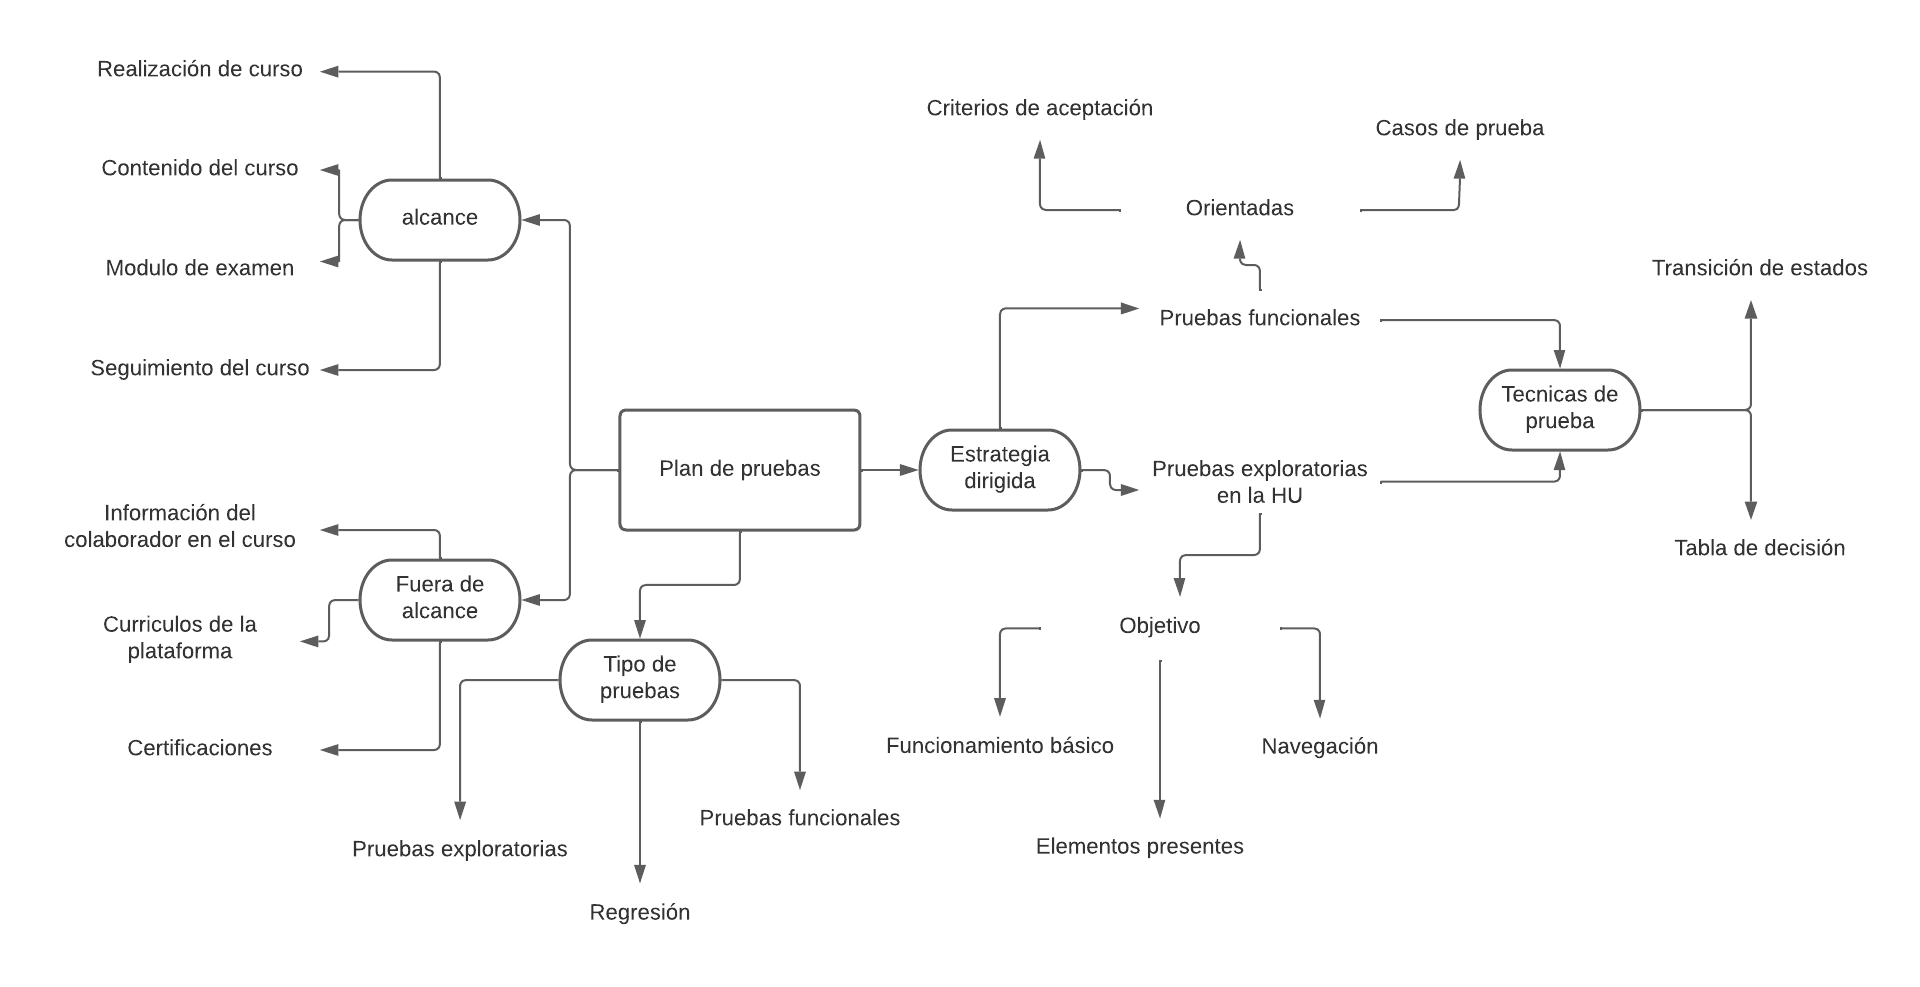 Realización de curso
Contenido del curso
alcance
Modulo de examen
Seguimiento del curso
Información del
colaborador en el curso
Fuera de
alcance
Curriculos de la
plataforma
Certificaciones
Plan de pruebas
Tipo de
pruebas
Pruebas exploratorias
Regresión
Pruebas funcionales
Estrategia
dirigida
Criterios de aceptación
Casos de prueba
Orientadas
Pruebas funcionales
Pruebas exploratorias
en la HU
Objetivo
Funcionamiento básico
Elementos presentes
Navegación
Tecnicas de
prueba
Transición de estados
Tabla de decisión